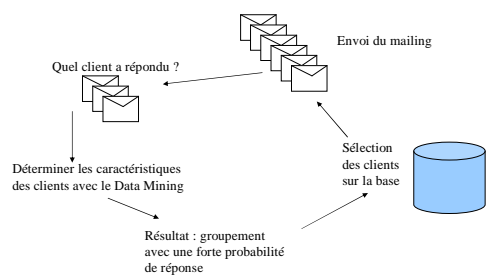 Envoi du mailing
Quel client a répondu ?
Sélection
des clients
sur la base
Déterminer les caractéristiques
des clients avec le Data Mining
Résultat : groupement
avec une forte probabilité
de réponse